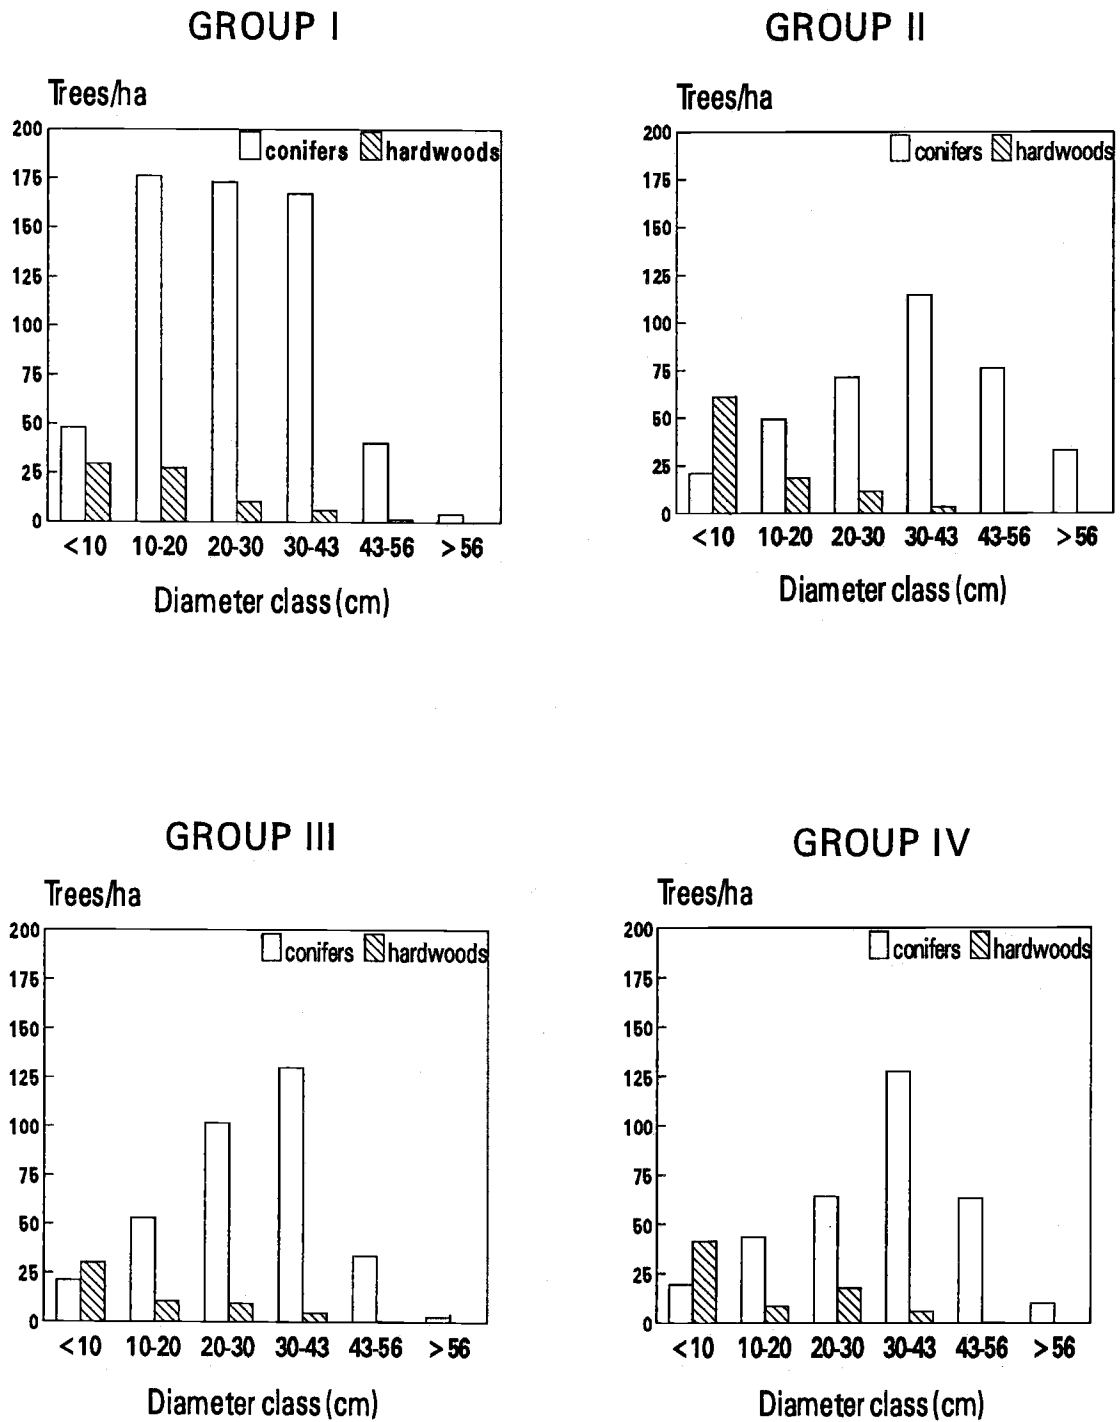 GROUP I
Trees/ha
conifers hardwoods
200
175
150
125
100
75
50
25
0
<10 10-20 20-30 30-43 43-56 >56
Diameter class (cm)
GROUP II
Trees/ha
conifers hardwoods
200
175
150
125
100
75
50
25
0
<10 10-20 20-30 30-43 43-56 >56
Diameter class (cm)
GROUP III
Trees/ha
conifers hardwoods
200
175
150
125
100
75
50
25
0
<10 10-20 20-30 30-43 43-56 >56
Diameter class (cm)
GROUP IV
Trees/ha
conifers hardwoods
200
175
150
125
100
75
50
25
0
<10 10-20 20-30 30-43 43-56 >56
Diameter class (cm)